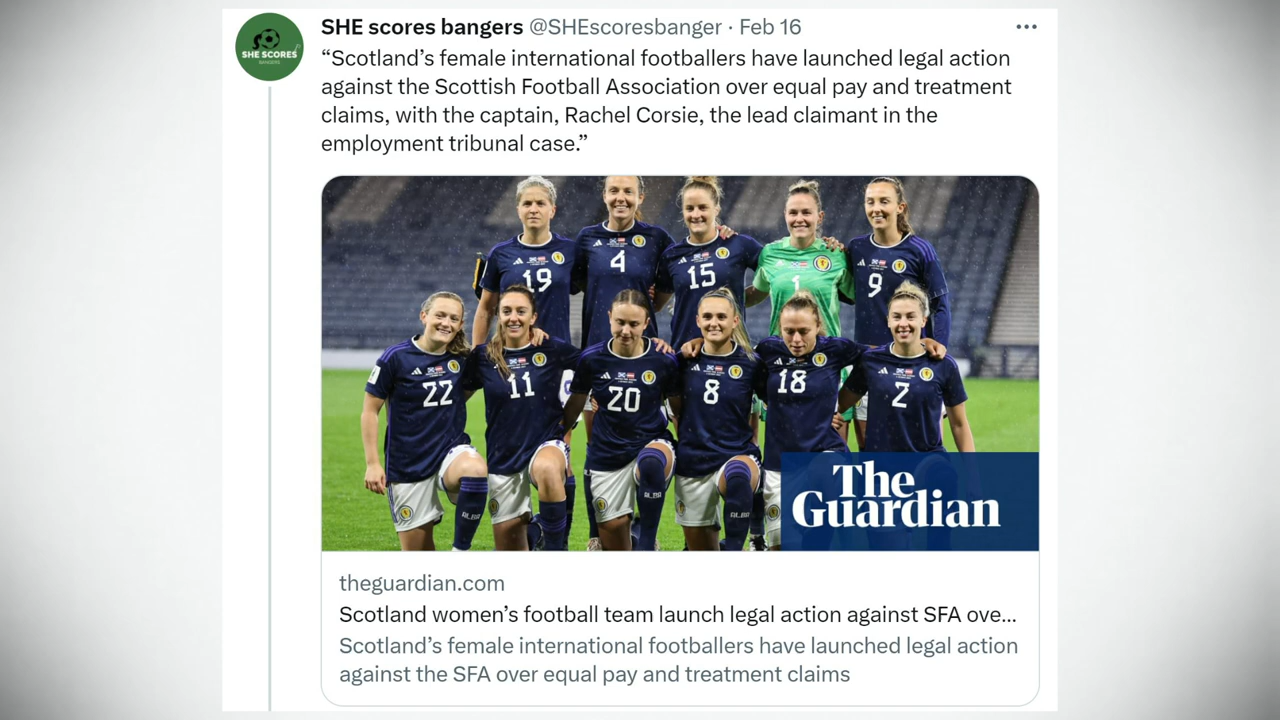 SHE scores bangers @SHEscoresbanger · Feb 16
SHE SCORES
BANGERS
“Scotland’s female international footballers have launched legal action
against the Scottish Football Association over equal pay and treatment
claims, with the captain, Rachel Corsie, the lead claimant in the
employment tribunal case.”
19
4
15
1
9
22
11
20
8
18
2
ALBA
ALBA
ALBA
The
Guardian
theguardian.com
Scotland women’s football team launch legal action against SFA ove...
Scotland’s female international footballers have launched legal action
against the SFA over equal pay and treatment claims